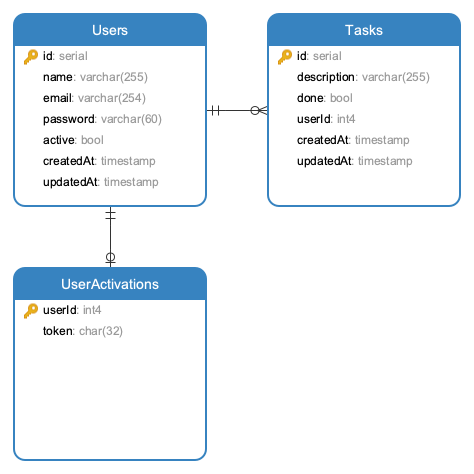 Users
id: serial
name: varchar(255)
email: varchar(254)
password: varchar(60)
active: bool
createdAt: timestamp
updatedAt: timestamp
Tasks
id: serial
description: varchar(255)
done: bool
userId: int4
createdAt: timestamp
updatedAt: timestamp
UserActivations
userId: int4
token: char(32)